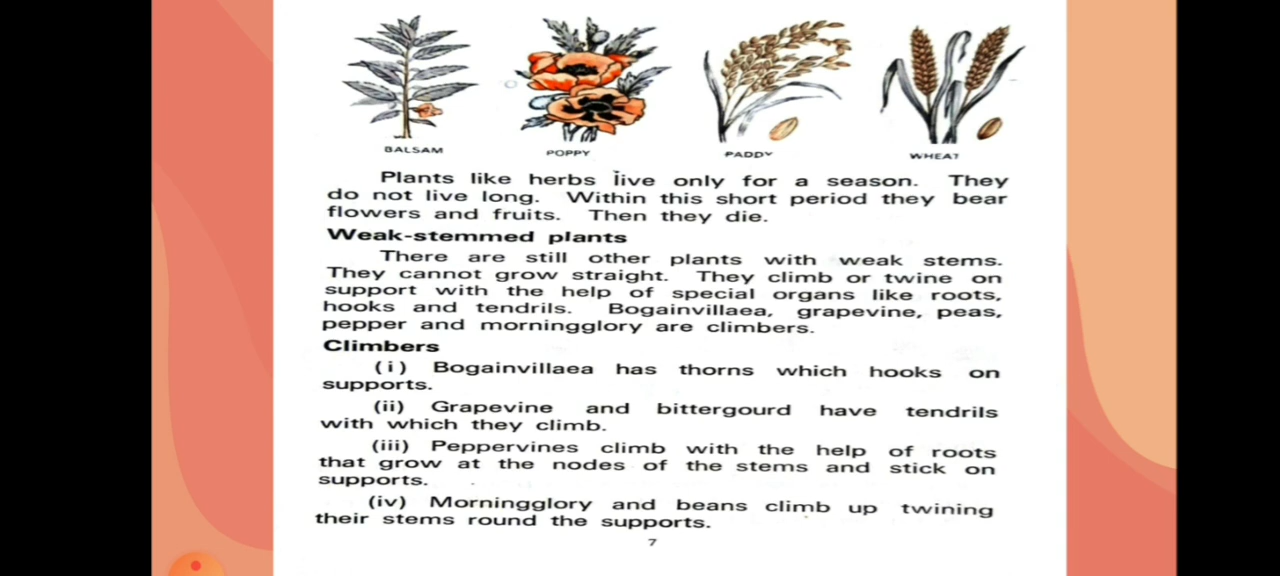 BALSAM
POPPY
PADDY
WHEAT
Plants like herbs live only for a season. They
do not live long. Within this short period they bear
flowers and fruits. Then they die.
Weak-stemmed plants
There are still other plants with weak stems.
They cannot grow straight. They climb or twine on
support with the help of special organs like roots,
hooks and tendrils. Bogainvillaea, grapevine, peas,
pepper and morningglory are climbers.
Climbers
(i) Bogainvillaea has thorns which hooks on
supports.
(ii) Grapevine and bittergourd have tendrils
with which they climb.
(iii) Peppervines climb with the help of roots
that grow at the nodes of the stems and stick on
supports.
(iv) Morningglory and beans climb up twining
their stems round the supports.
7